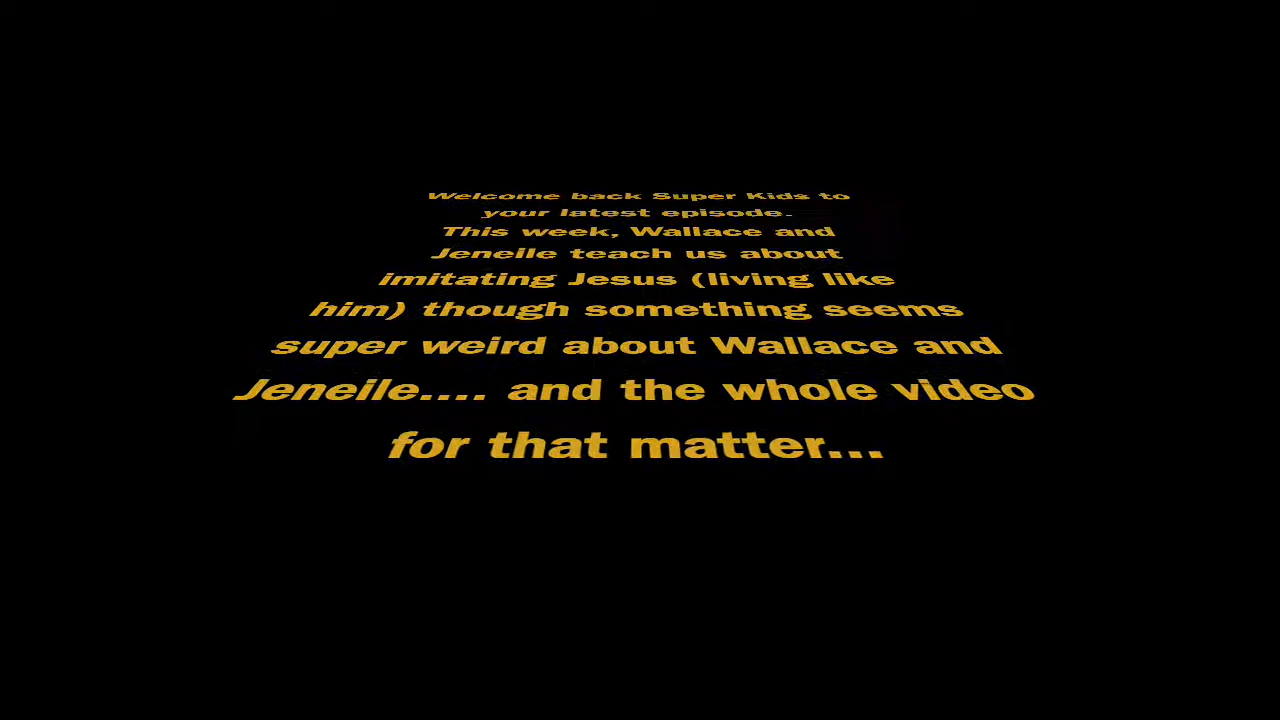 Welcome back Super Kids to
your latest episode.
This week, Wallace and
Jeneile teach us about
imitating Jesus (living like
him) though something seems
super weird about Wallace and
Jeneile.... and the whole video
for that matter...